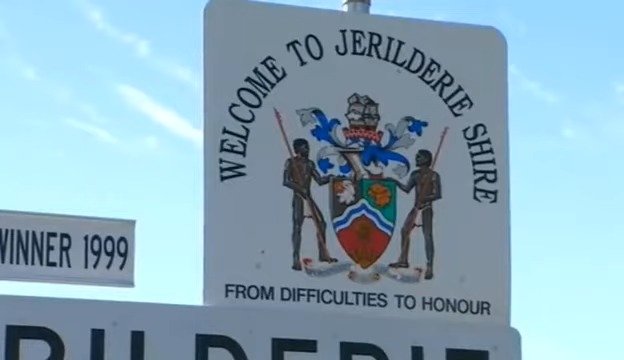 WELCOME TO JERILDERIE SHIRE
FROM DIFFICULTIES TO HONOUR
WINNER 1999
RILDERIE